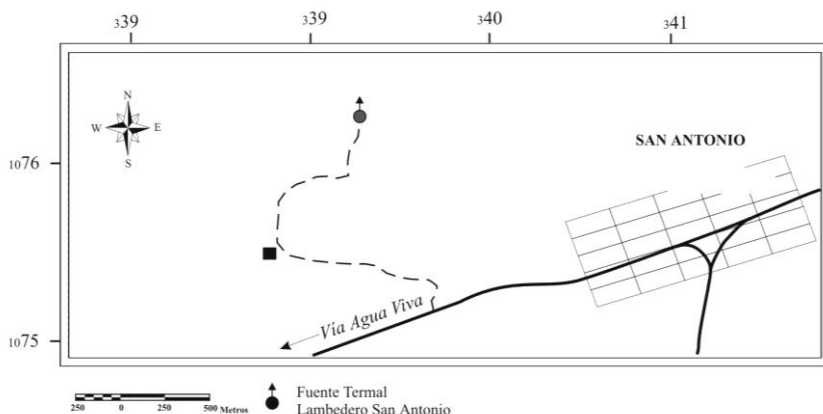 339 339 340 341
N
W E
S
SAN ANTONIO
1076
Vía Agua Viva
1075
250 0 250 500 Metros
Fuente Termal
Lambedero San Antonio